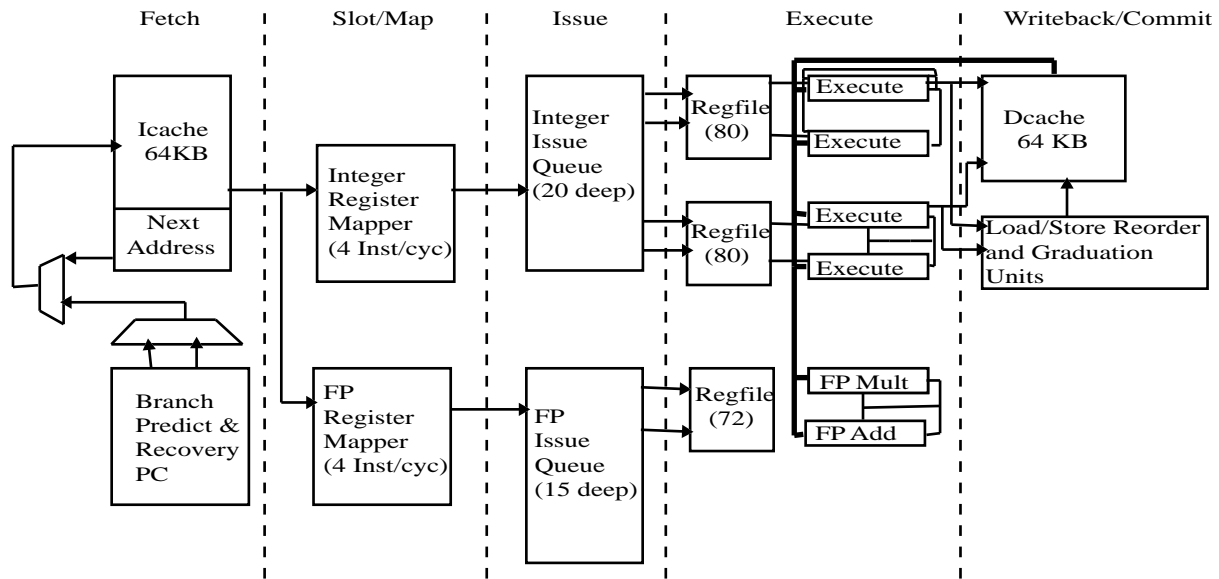 Fetch
Slot/Map
Issue
Execute
Writeback/Commit
Icache
64KB
Next
Address
Branch
Predict &
Recovery
PC
Integer
Register
Mapper
(4 Inst/cyc)
FP
Register
Mapper
(4 Inst/cyc)
Integer
Issue
Queue
(20 deep)
FP
Issue
Queue
(15 deep)
Regfile
(80)
Regfile
(80)
Regfile
(72)
Execute
Execute
Execute
Execute
FP Mult
FP Add
Dcache
64 KB
Load/Store Reorder
and Graduation
Units